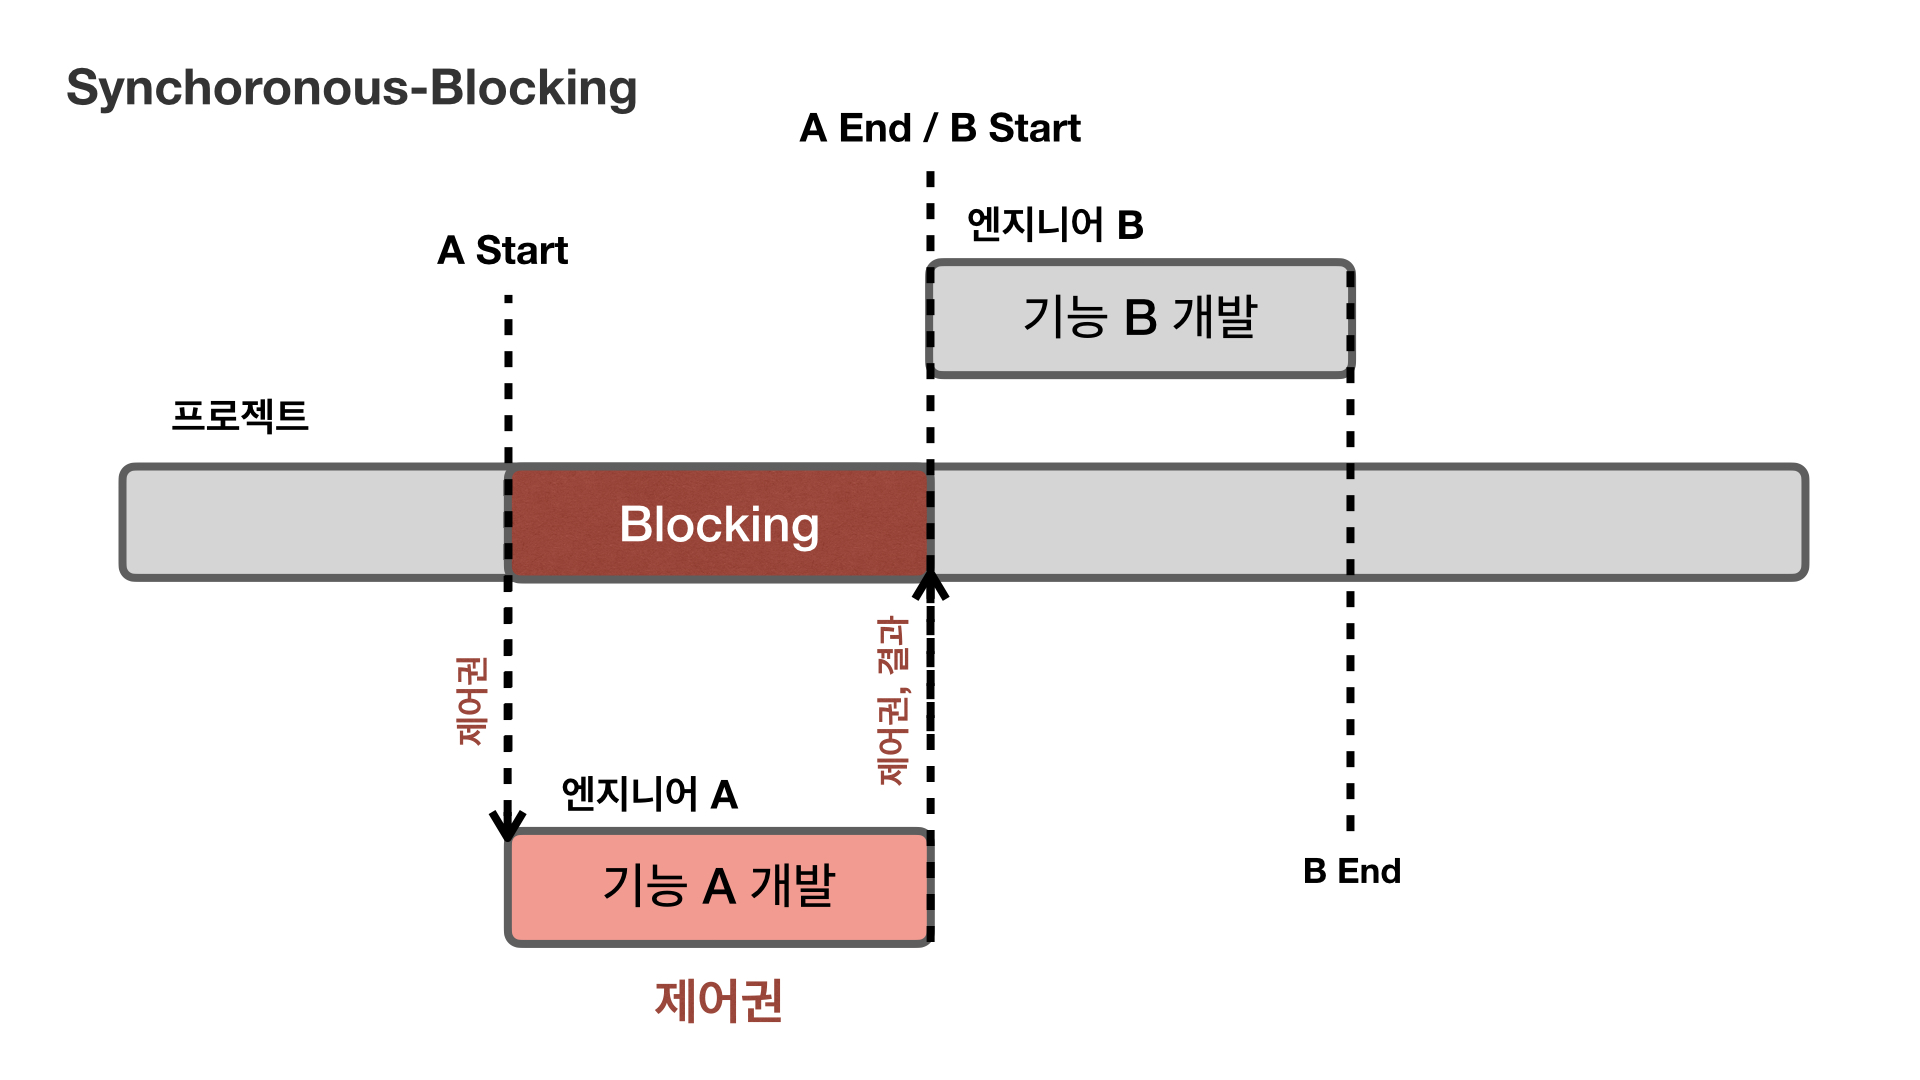 Synchoronous-Blocking
A End / B Start
엔지니어 B
A Start
기능 B 개발
프로젝트
Blocking
제어권
제어권, 결과
엔지니어 A
기능 A 개발
B End
제어권